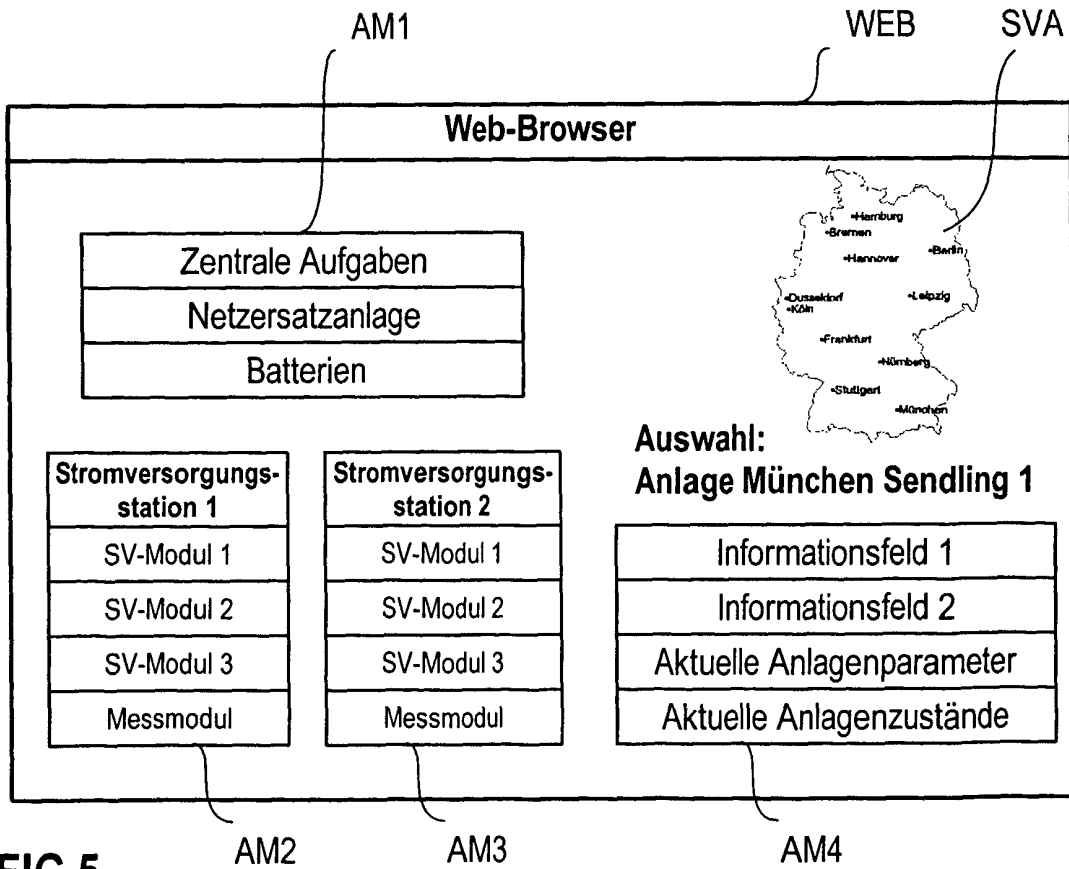 AM1
WEB
SVA
Web-Browser
Zentrale Aufgaben
Netzersatzanlage
Batterien
•Hamburg
•Bremen
•Berlin
•Hannover
•Dusseldorf
•Köln
•Leipzig
•Frankfurt
•Nürnberg
•Stuttgart
•München
Auswahl:
Anlage München Sendling 1
Stromversorgungs-
station 1
SV-Modul 1
SV-Modul 2
SV-Modul 3
Messmodul
Stromversorgungs-
station 2
SV-Modul 1
SV-Modul 2
SV-Modul 3
Messmodul
Informationsfeld 1
Informationsfeld 2
Aktuelle Anlagenparameter
Aktuelle Anlagenzustände
AM2
AM3
AM4
FIG 5